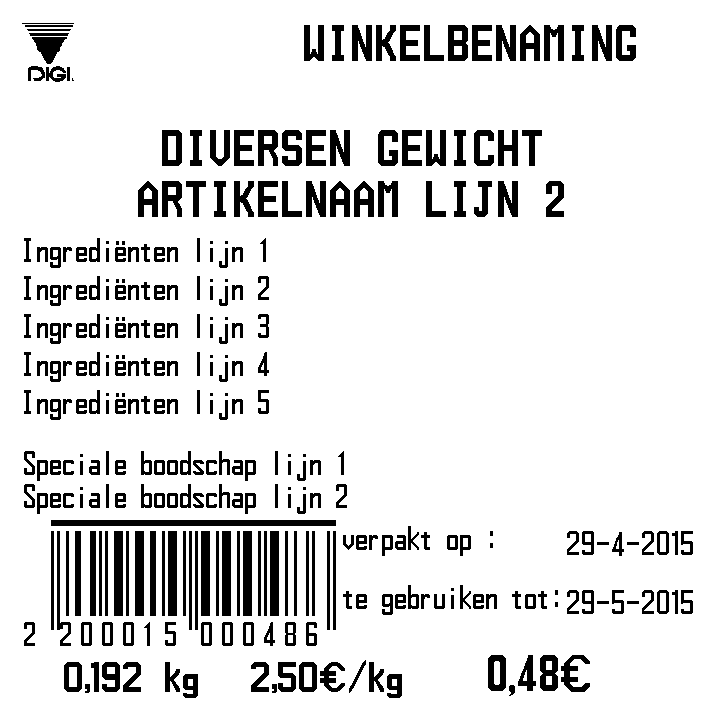 DIGI.
WINKELBENAMING
DIVERSEN GEWICHT
ARTIKELNAAM LIJN 2
Ingrediënten lijn 1
Ingrediënten lijn 2
Ingrediënten lijn 3
Ingrediënten lijn 4
Ingrediënten lijn 5
Speciale boodschap lijn 1
Speciale boodschap lijn 2
verpakt op : 29-4-2015
te gebruiken tot: 29-5-2015
2 200015 000486
0,192 kg 2,50€/kg 0,48€